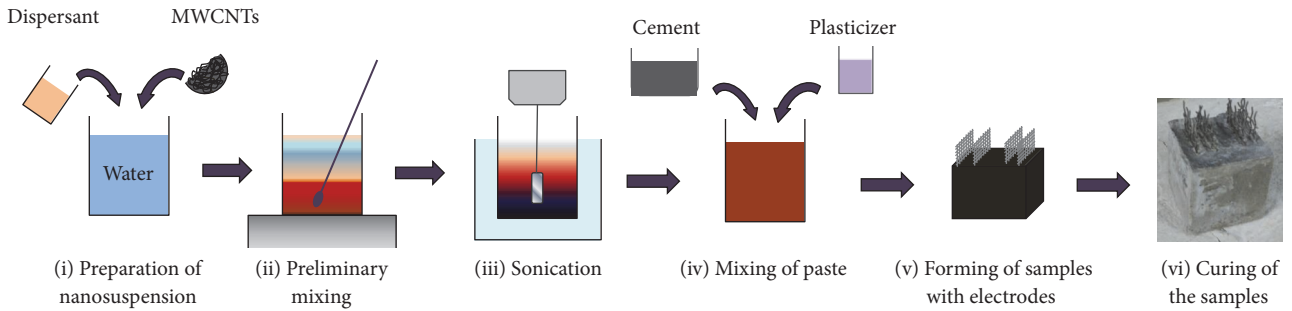 Dispersant
MWCNTs
Cement
Plasticizer
Water
(i) Preparation of
nanosuspension
(ii) Preliminary
mixing
(iii) Sonication
(iv) Mixing of paste
(v) Forming of samples
with electrodes
(vi) Curing of
the samples